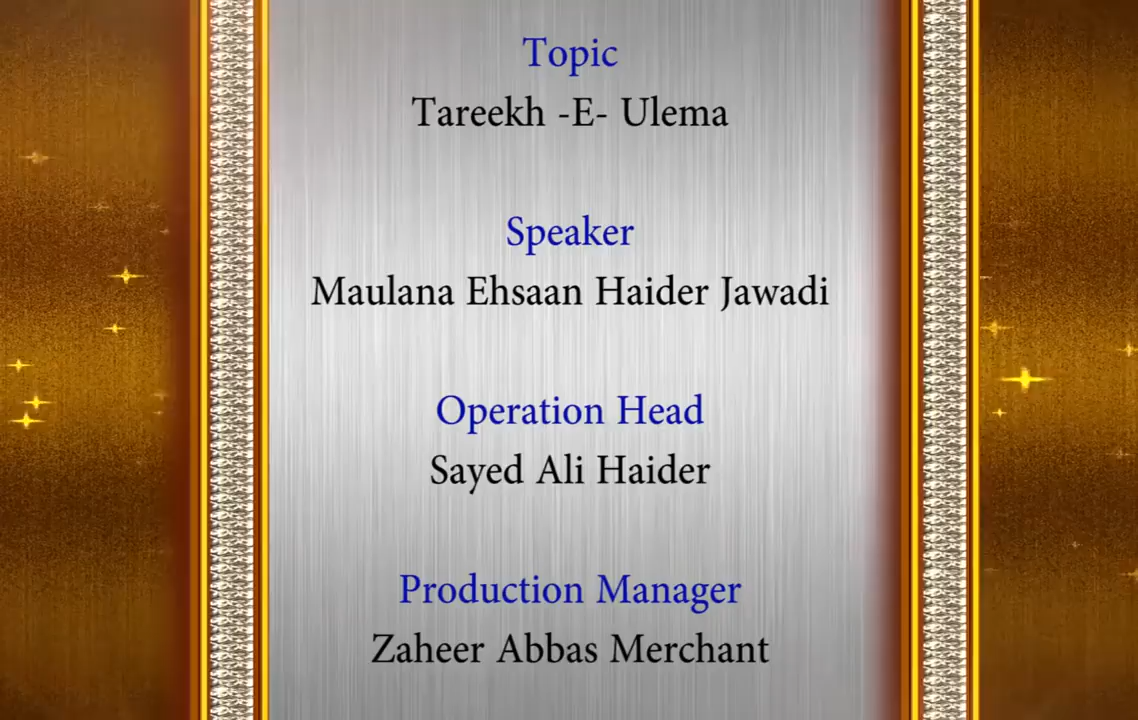 Topic
Tareekh -E- Ulema
Speaker
Maulana Ehsaan Haider Jawadi
Operation Head
Sayed Ali Haider
Production Manager
Zaheer Abbas Merchant